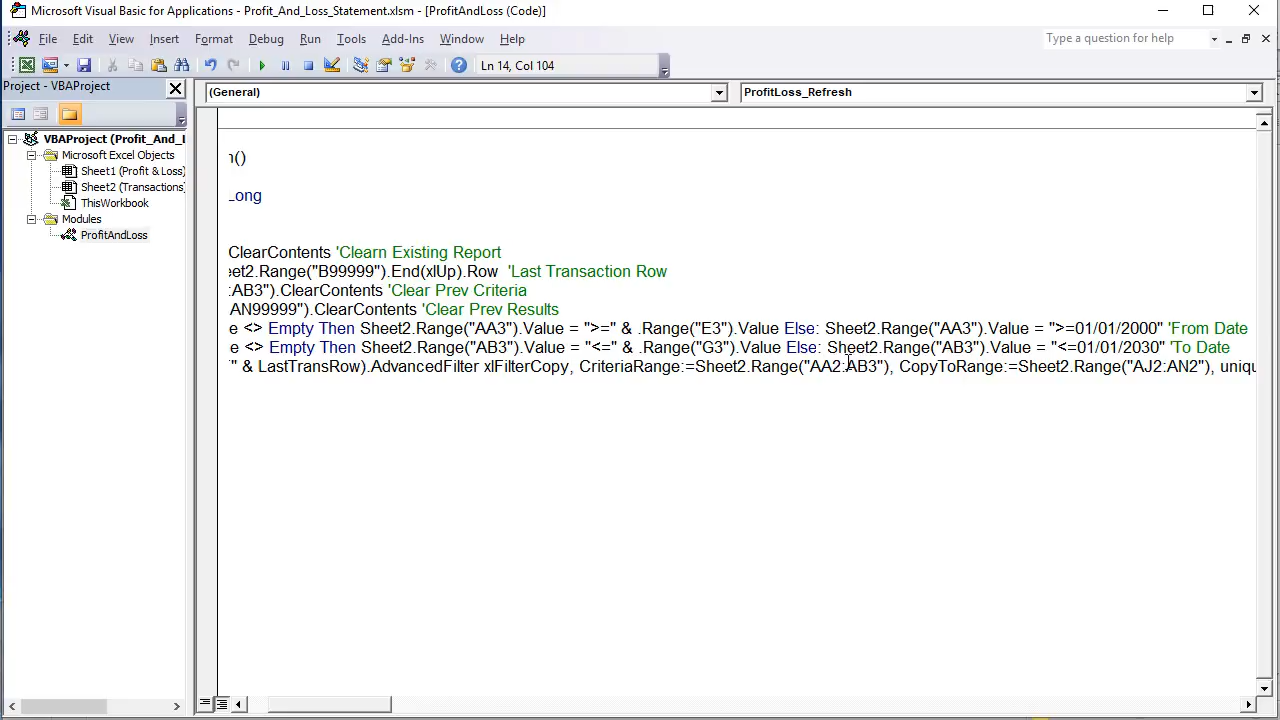 Microsoft Visual Basic for Applications - Profit_And_Loss_Statement.xlsm - [ProfitAndLoss (Code)]
File Edit View Insert Format Debug Run Tools Add-Ins Window Help
Type a question for help
Ln 14, Col 104
Project - VBAProject
(General)
ProfitLoss_Refresh
VBAProject (Profit_And_L
Microsoft Excel Objects
Sheet1 (Profit & Loss)
Sheet2 (Transactions)
ThisWorkbook
Modules
ProfitAndLoss
()
Long
ClearContents 'Clearn Existing Report
eet2.Range("B99999").End(xlUp).Row 'Last Transaction Row
:AB3").ClearContents 'Clear Prev Criteria
AN99999").ClearContents 'Clear Prev Results
e <> Empty Then Sheet2.Range("AA3").Value = ">=" & .Range("E3").Value Else: Sheet2.Range("AA3").Value = ">=01/01/2000" 'From Date
e <> Empty Then Sheet2.Range("AB3").Value = "<=" & .Range("G3").Value Else: Sheet2.Range("AB3").Value = "<=01/01/2030" 'To Date
" & LastTransRow).AdvancedFilter xlFilterCopy, CriteriaRange:=Sheet2.Range("AA2:AB3"), CopyToRange:=Sheet2.Range("AJ2:AN2"), uniqu